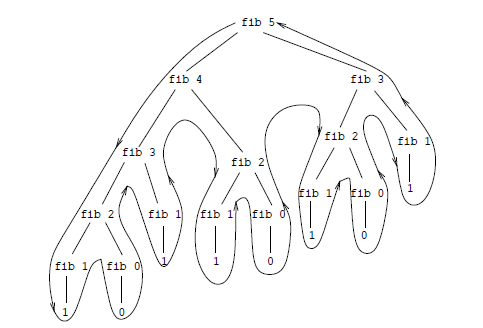 fib 5
fib 4 fib 3
fib 2 fib 1
fib 3 fib 2
1
fib 1 fib 0
fib 2 fib 1 fib 1 fib 0
1 0
1 1 0
fib 1 fib 0
1 0